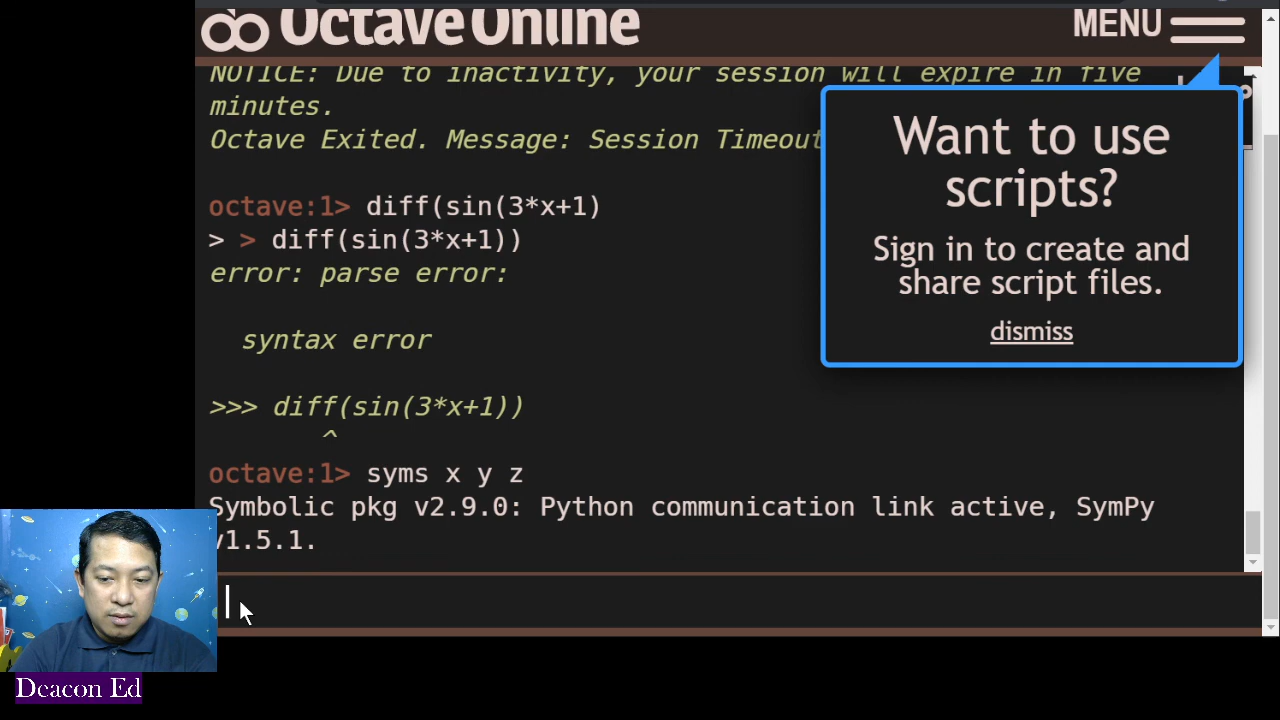 OctaveOnline
MENU
NOTICE: Due to inactivity, your session will expire in five
minutes.
Octave Exited. Message: Session Timeout
octave:1> diff(sin(3*x+1)
> > diff(sin(3*x+1))
error: parse error:
syntax error
>>> diff(sin(3*x+1))
^
octave:1> syms x y z
Symbolic pkg v2.9.0: Python communication link active, SymPy
v1.5.1.
Want to use
scripts?
Sign in to create and
share script files.
dismiss
Deacon Ed